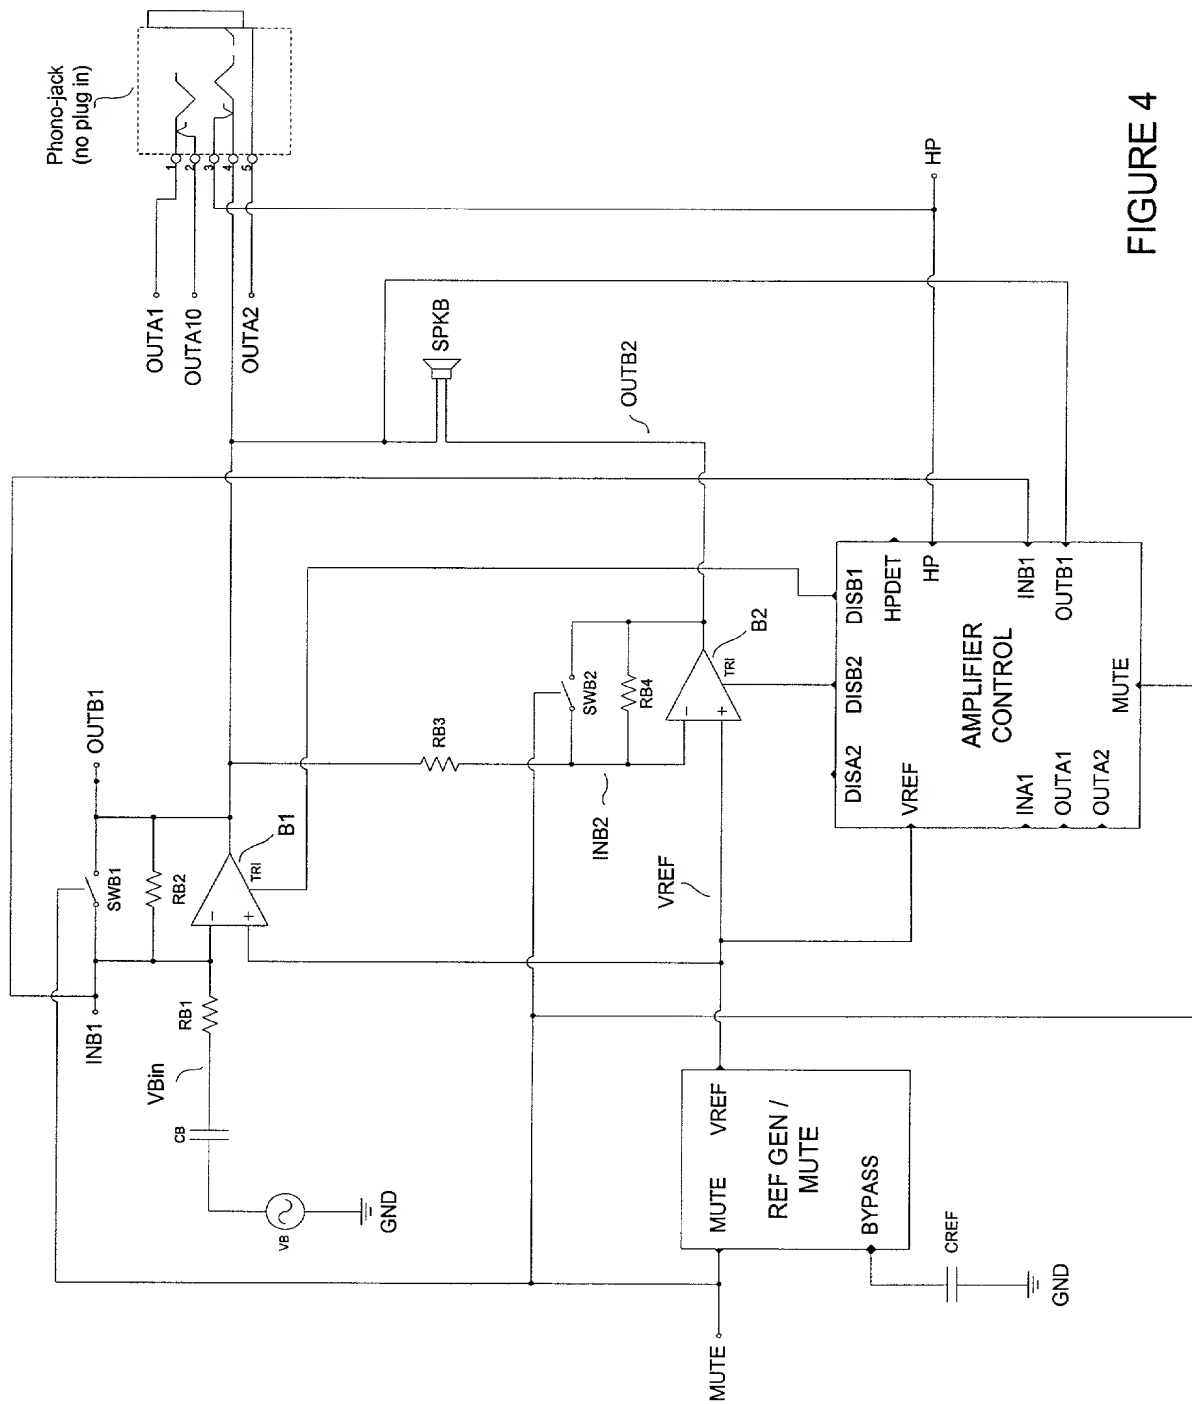 Phono-jack
(no plug in)
1
2
3
4
5
OUTA1
OUTA10
OUTA2
HP
INB1
SWB1
OUTB1
RB2
VBin
RB1
CB
VB
GND
B1
TRI
–
+
RB3
SPKB
OUTB2
SWB2
RB4
INB2
B2
TRI
–
+
VREF
MUTE
MUTE
VREF
REF GEN /
MUTE
BYPASS
CREF
GND
DISA2
DISB2
DISB1
VREF
HPDET
HP
AMPLIFIER
CONTROL
INA1
OUTA1
OUTA2
INB1
OUTB1
MUTE
FIGURE 4